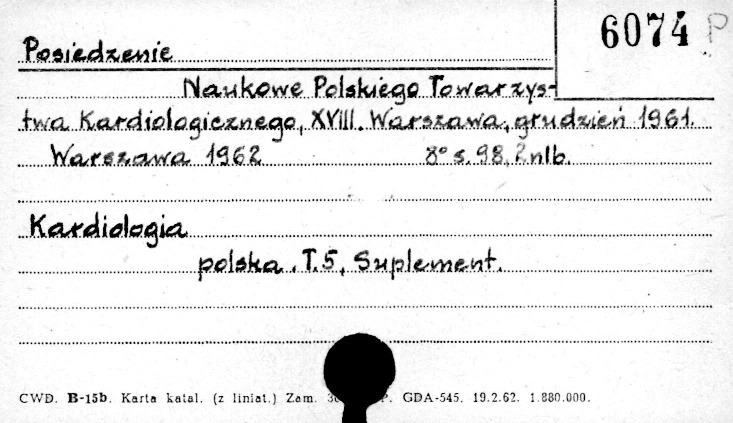 6074 P
Posiedzenie
Naukowe Polskiego Towarzys-
twa Kardiologicznego, XVIII. Warszawa, grudzień 1961.
Warszawa 1962 8° s. 98, 2 nlb.
Kardiologia
polska. T.5, Suplement.
CWD. B-15b. Karta katal. (z liniat.) Zam. P. GDA-545. 19.2.62. 1.880.000.